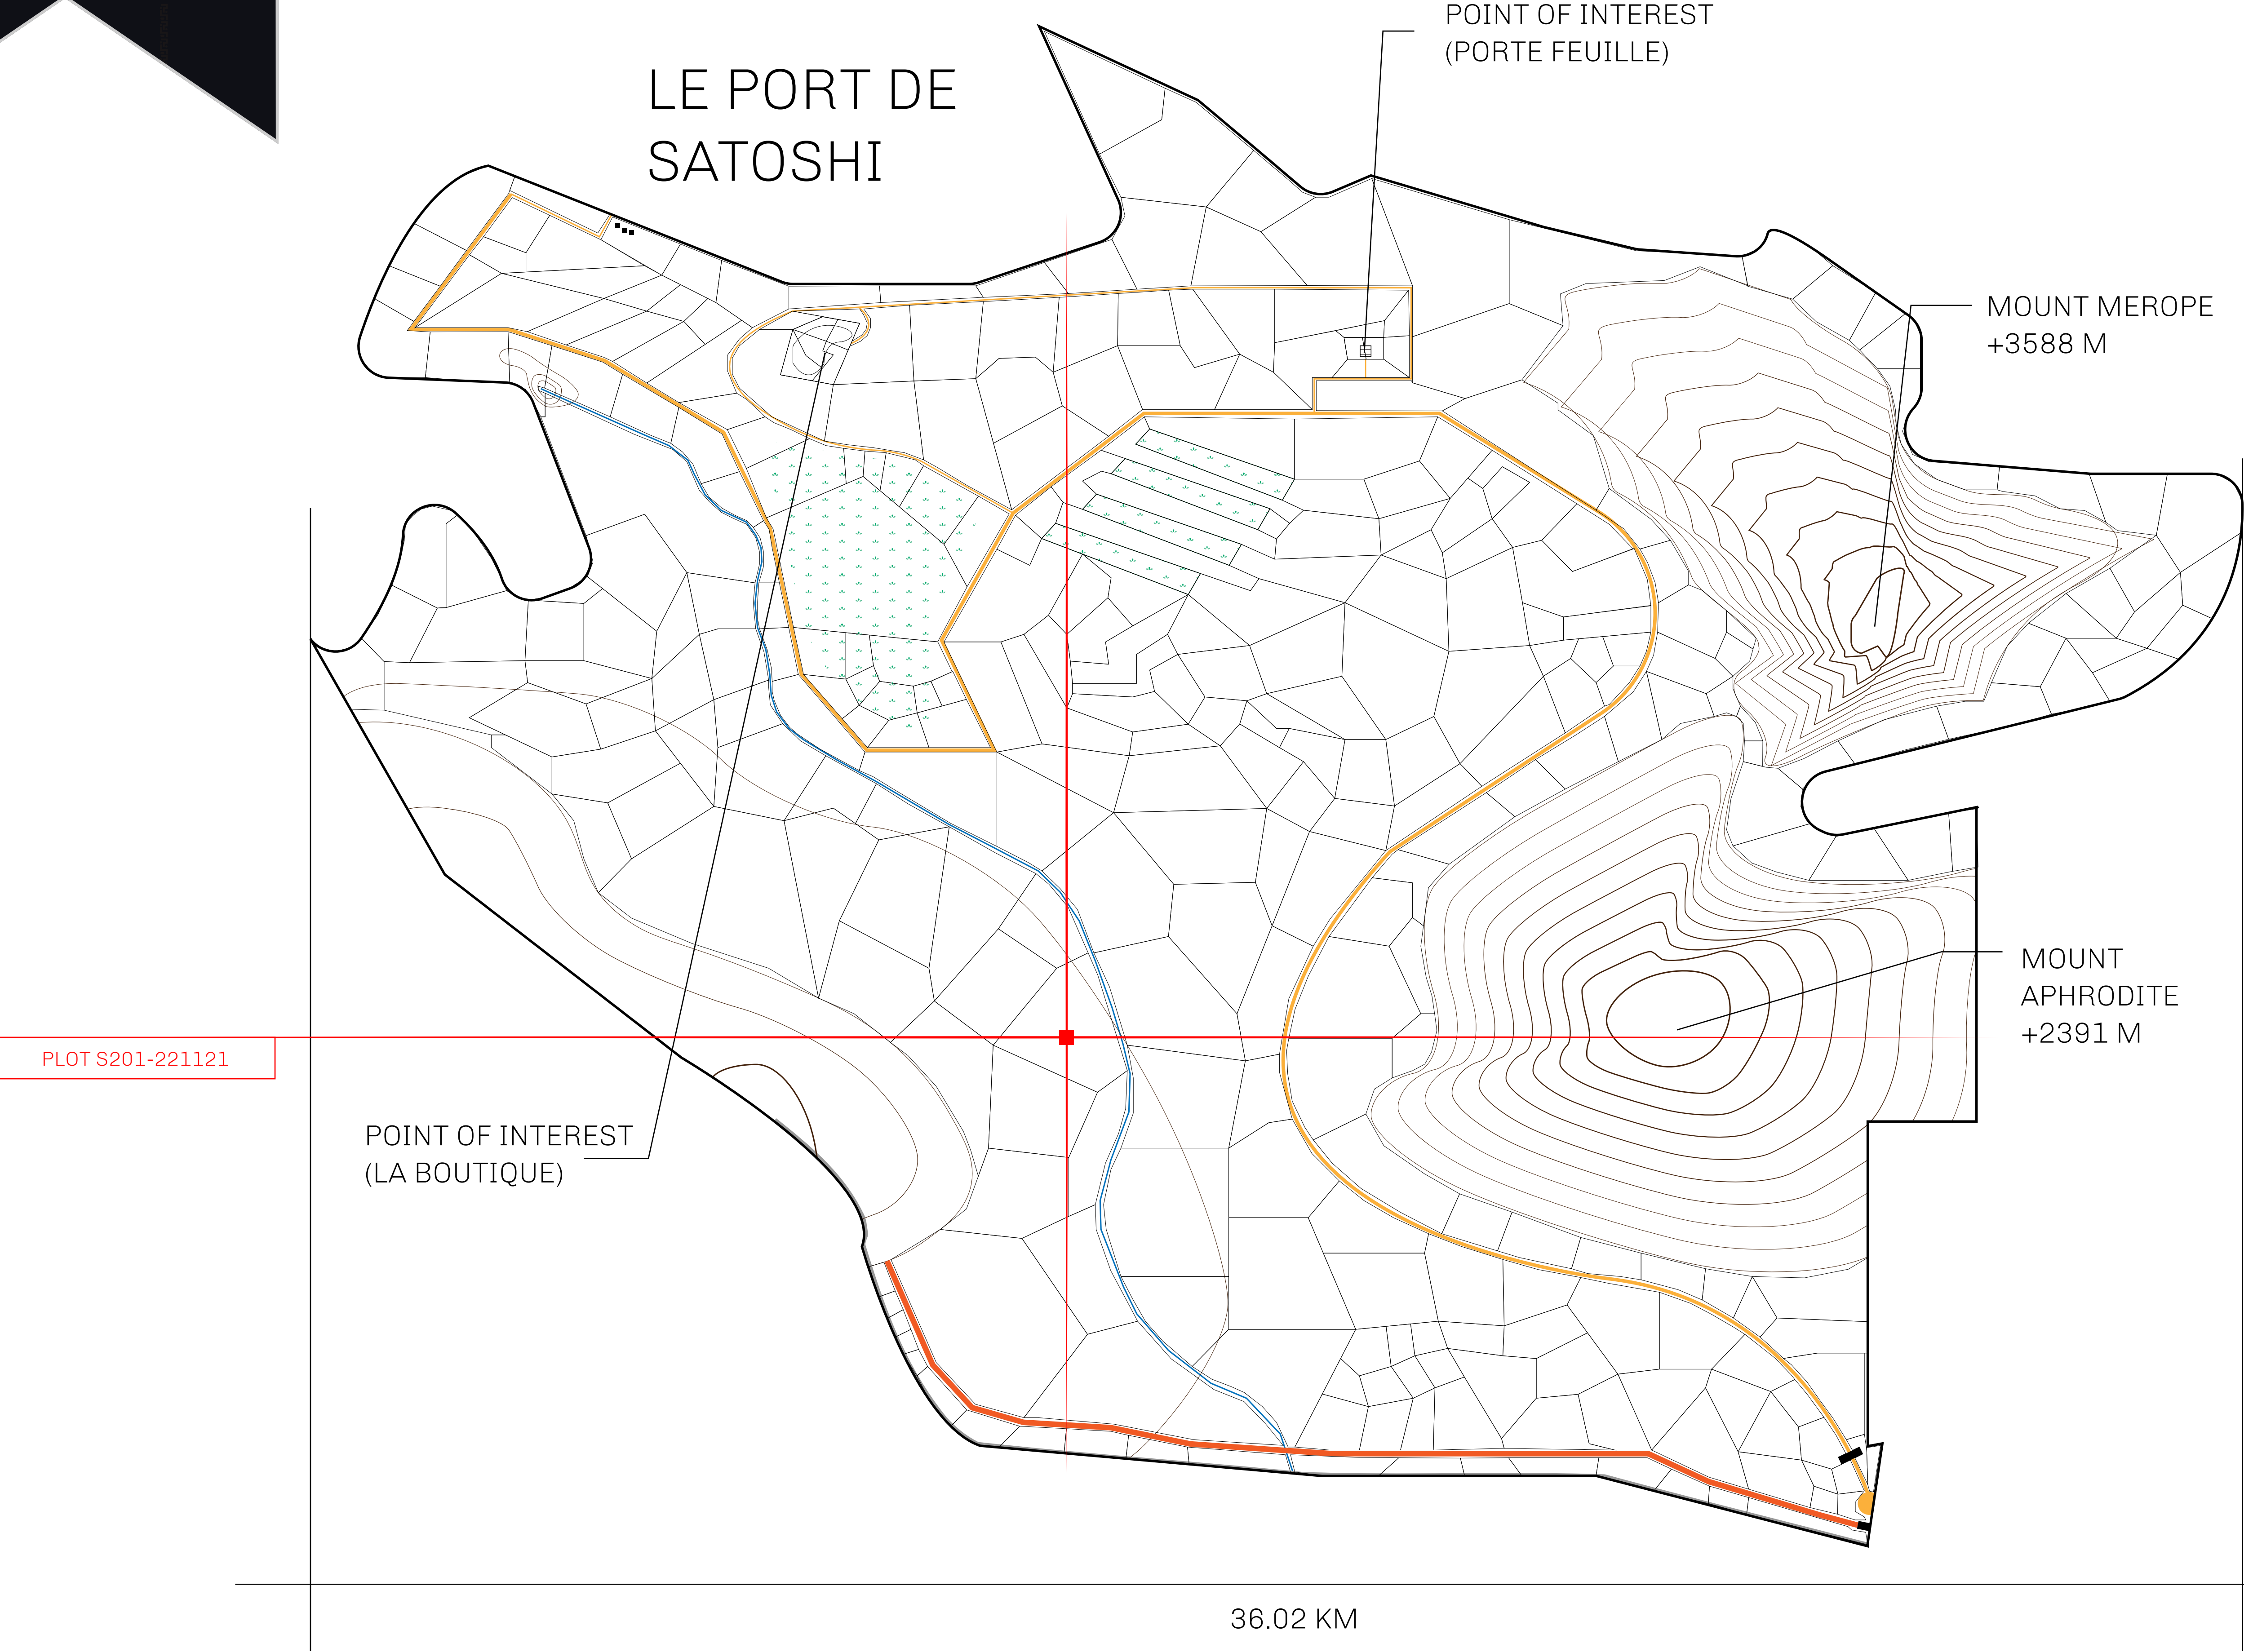 POINT OF INTEREST
(PORTE FEUILLE)
LE PORT DE
SATOSHI
MOUNT MEROPE
+3588 M
MOUNT
APHRODITE
+2391 M
PLOT S201-221121
POINT OF INTEREST
(LA BOUTIQUE)
36.02 KM